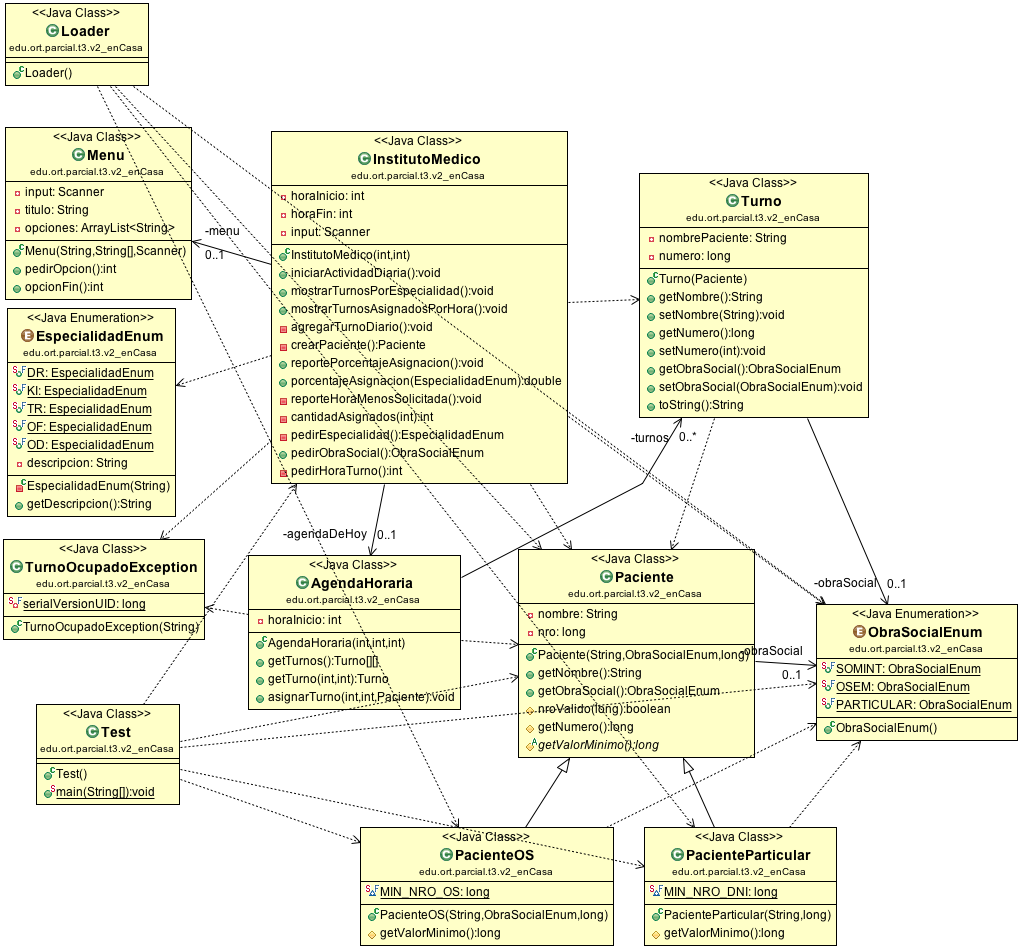 <<Java Class>>
Loader
edu.ort.parcial.t3.v2_enCasa
Loader()
<<Java Class>>
Menu
edu.ort.parcial.t3.v2_enCasa
input: Scanner
titulo: String
opciones: ArrayList<String>
Menu(String,String[],Scanner)
pedirOpcion():int
opcionFin():int
-menu
0..1
<<Java Class>>
InstitutoMedico
edu.ort.parcial.t3.v2_enCasa
horaInicio: int
horaFin: int
input: Scanner
InstitutoMedico(int,int)
iniciarActividadDiaria():void
mostrarTurnosPorEspecialidad():void
mostrarTurnosAsignadosPorHora():void
agregarTurnoDiario():void
crearPaciente():Paciente
reportePorcentajeAsignacion():void
porcentajeAsignacion(EspecialidadEnum):double
reporteHoraMenosSolicitada():void
cantidadAsignados(int):int
pedirEspecialidad():EspecialidadEnum
pedirObraSocial():ObraSocialEnum
pedirHoraTurno():int
<<Java Class>>
Turno
edu.ort.parcial.t3.v2_enCasa
nombrePaciente: String
numero: long
Turno(Paciente)
getNombre():String
setNombre(String):void
getNumero():long
setNumero(int):void
getObraSocial():ObraSocialEnum
setObraSocial(ObraSocialEnum):void
toString():String
<<Java Enumeration>>
EspecialidadEnum
edu.ort.parcial.t3.v2_enCasa
DR: EspecialidadEnum
KI: EspecialidadEnum
TR: EspecialidadEnum
OF: EspecialidadEnum
OD: EspecialidadEnum
descripcion: String
EspecialidadEnum(String)
getDescripcion():String
-turnos
0..*
-agendaDeHoy
0..1
<<Java Class>>
TurnoOcupadoException
edu.ort.parcial.t3.v2_enCasa
serialVersionUID: long
TurnoOcupadoException(String)
<<Java Class>>
AgendaHoraria
edu.ort.parcial.t3.v2_enCasa
horaInicio: int
AgendaHoraria(int,int,int)
getTurnos():Turno[][]
getTurno(int,int):Turno
asignarTurno(int,int,Paciente):void
<<Java Class>>
Paciente
edu.ort.parcial.t3.v2_enCasa
nombre: String
nro: long
Paciente(String,ObraSocialEnum,long)
getNombre():String
getObraSocial():ObraSocialEnum
nroValido(long):boolean
getNumero():long
getValorMinimo():long
-obraSocial
0..1
-obraSocial
0..1
<<Java Enumeration>>
ObraSocialEnum
edu.ort.parcial.t3.v2_enCasa
SOMINT: ObraSocialEnum
OSEM: ObraSocialEnum
PARTICULAR: ObraSocialEnum
ObraSocialEnum()
<<Java Class>>
Test
edu.ort.parcial.t3.v2_enCasa
Test()
main(String[]):void
<<Java Class>>
PacienteOS
edu.ort.parcial.t3.v2_enCasa
MIN_NRO_OS: long
PacienteOS(String,ObraSocialEnum,long)
getValorMinimo():long
<<Java Class>>
PacienteParticular
edu.ort.parcial.t3.v2_enCasa
MIN_NRO_DNI: long
PacienteParticular(String,long)
getValorMinimo():long